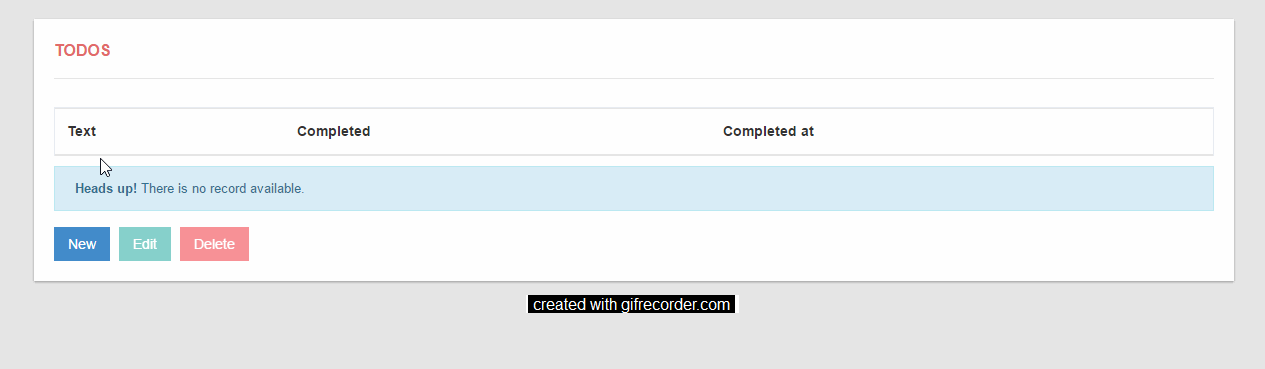 TODOS
Text Completed Completed at
Heads up! There is no record available.
New Edit Delete
created with gifrecorder.com